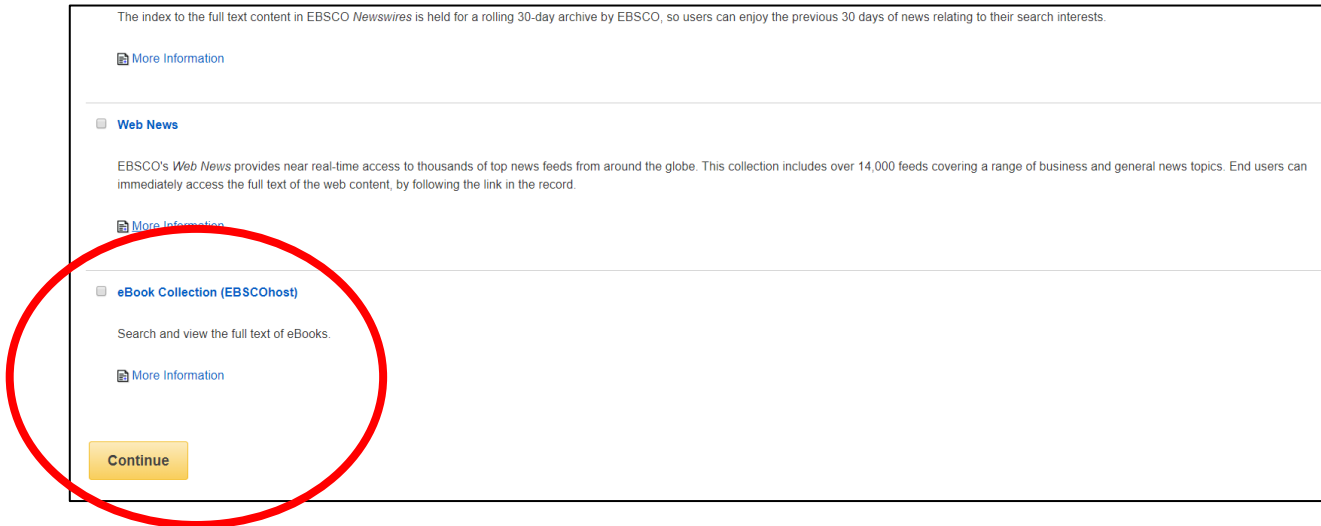 The index to the full text content in EBSCO Newswires is held for a rolling 30-day archive by EBSCO, so users can enjoy the previous 30 days of news relating to their search interests.
More Information
Web News
EBSCO's Web News provides near real-time access to thousands of top news feeds from around the globe. This collection includes over 14,000 feeds covering a range of business and general news topics. End users can
immediately access the full text of the web content, by following the link in the record.
More Information
eBook Collection (EBSCOhost)
Search and view the full text of eBooks.
More Information
Continue